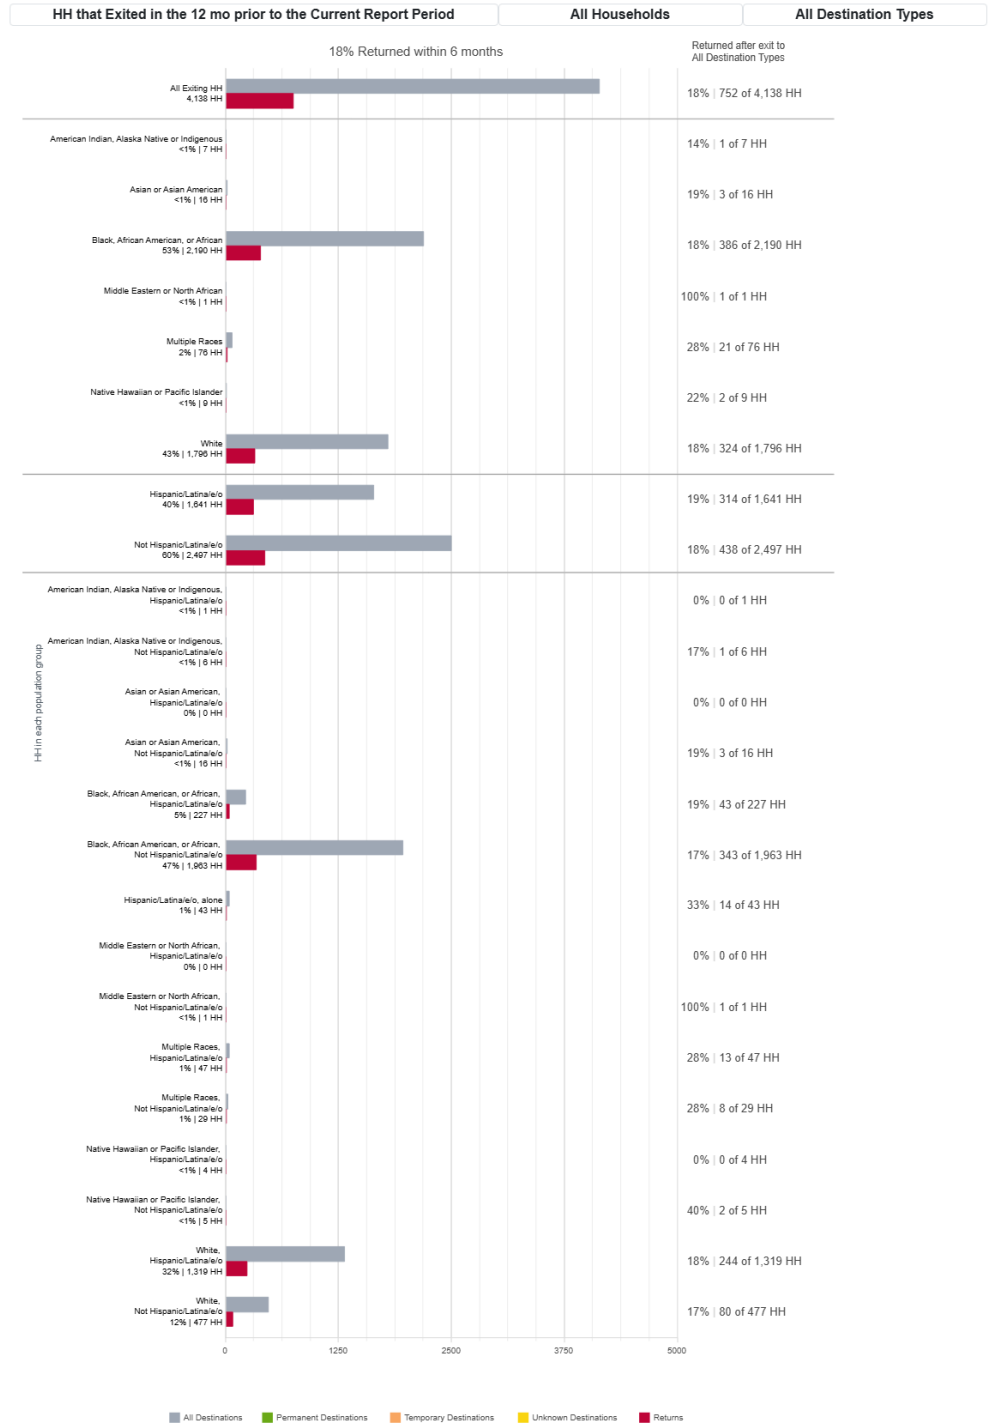 HH that Exited in the 12 mo prior to the Current Report Period
All Households
All Destination Types
18% Returned within 6 months
Returned after exit to
All Destination Types
All Exiting HH
4,138 HH
18% | 752 of 4,138 HH
American Indian, Alaska Native or Indigenous
<1% | 7 HH
14% | 1 of 7 HH
Asian or Asian American
<1% | 16 HH
19% | 3 of 16 HH
Black, African American, or African
53% | 2,190 HH
18% | 386 of 2,190 HH
Middle Eastern or North African
<1% | 1 HH
100% | 1 of 1 HH
Multiple Races
2% | 76 HH
28% | 21 of 76 HH
Native Hawaiian or Pacific Islander
<1% | 9 HH
22% | 2 of 9 HH
White
43% | 1,796 HH
18% | 324 of 1,796 HH
Hispanic/Latina/e/o
40% | 1,641 HH
19% | 314 of 1,641 HH
Not Hispanic/Latina/e/o
60% | 2,497 HH
18% | 438 of 2,497 HH
HH in each population group
American Indian, Alaska Native or Indigenous,
Hispanic/Latina/e/o
<1% | 1 HH
0% | 0 of 1 HH
American Indian, Alaska Native or Indigenous,
Not Hispanic/Latina/e/o
<1% | 6 HH
17% | 1 of 6 HH
Asian or Asian American,
Hispanic/Latina/e/o
0% | 0 HH
0% | 0 of 0 HH
Asian or Asian American,
Not Hispanic/Latina/e/o
<1% | 16 HH
19% | 3 of 16 HH
Black, African American, or African,
Hispanic/Latina/e/o
5% | 227 HH
19% | 43 of 227 HH
Black, African American, or African,
Not Hispanic/Latina/e/o
47% | 1,963 HH
17% | 343 of 1,963 HH
Hispanic/Latina/e/o, alone
1% | 43 HH
33% | 14 of 43 HH
Middle Eastern or North African,
Hispanic/Latina/e/o
0% | 0 HH
0% | 0 of 0 HH
Middle Eastern or North African,
Not Hispanic/Latina/e/o
<1% | 1 HH
100% | 1 of 1 HH
Multiple Races,
Hispanic/Latina/e/o
1% | 47 HH
28% | 13 of 47 HH
Multiple Races,
Not Hispanic/Latina/e/o
1% | 29 HH
28% | 8 of 29 HH
Native Hawaiian or Pacific Islander,
Hispanic/Latina/e/o
<1% | 4 HH
0% | 0 of 4 HH
Native Hawaiian or Pacific Islander,
Not Hispanic/Latina/e/o
<1% | 5 HH
40% | 2 of 5 HH
White,
Hispanic/Latina/e/o
32% | 1,319 HH
18% | 244 of 1,319 HH
White,
Not Hispanic/Latina/e/o
12% | 477 HH
17% | 80 of 477 HH
0 1250 2500 3750 5000
All Destinations Permanent Destinations Temporary Destinations Unknown Destinations Returns